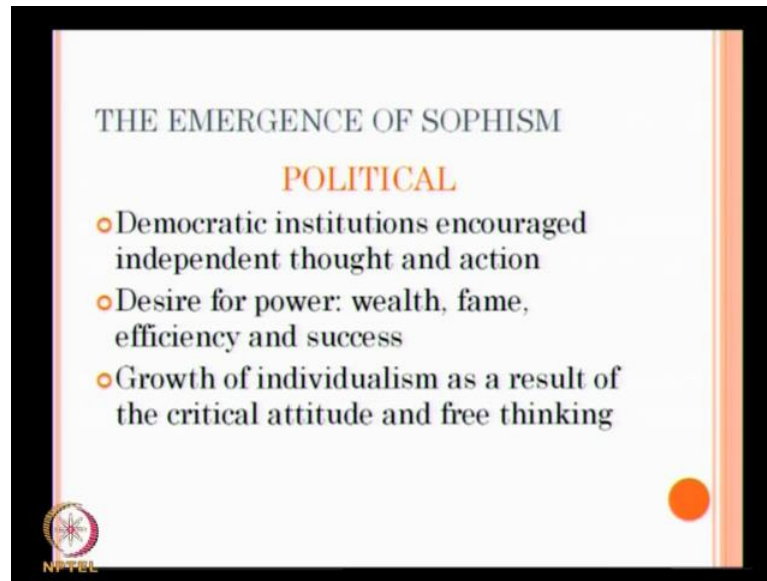 THE EMERGENCE OF SOPHISM
POLITICAL
Democratic institutions encouraged
independent thought and action
Desire for power: wealth, fame,
efficiency and success
Growth of individualism as a result of
the critical attitude and free thinking
NPTEL